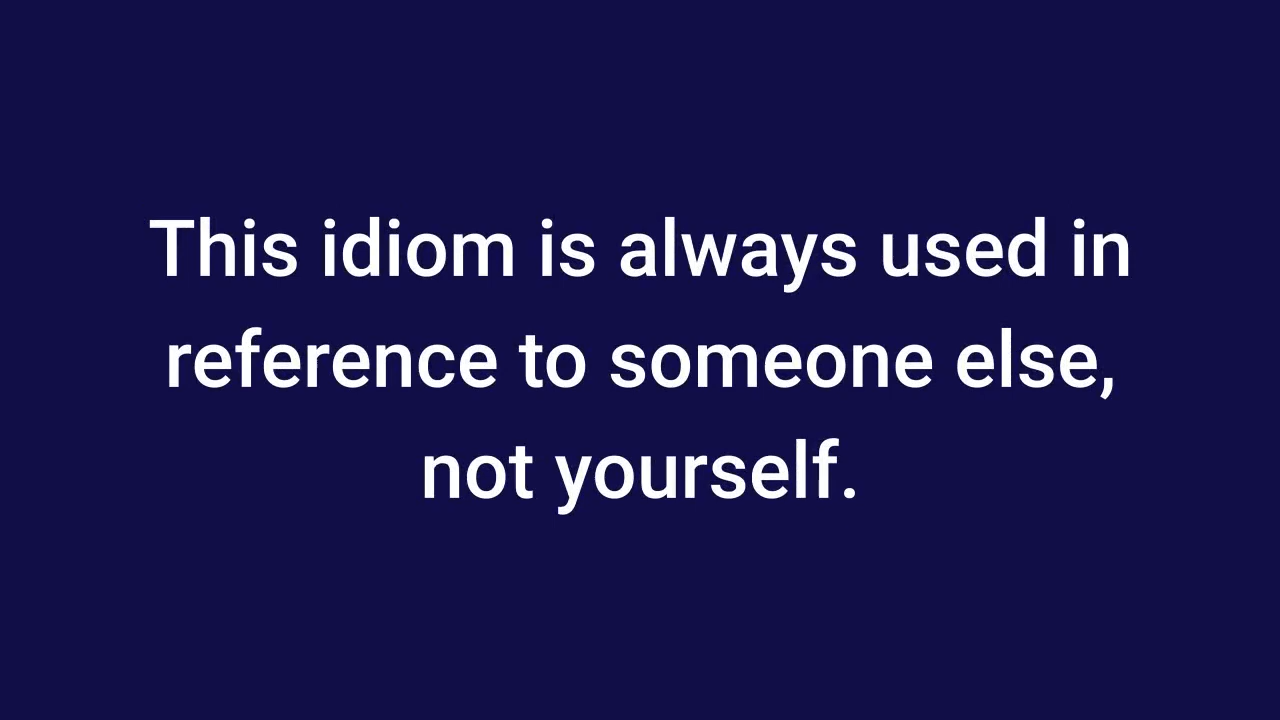 This idiom is always used in
reference to someone else,
not yourself.